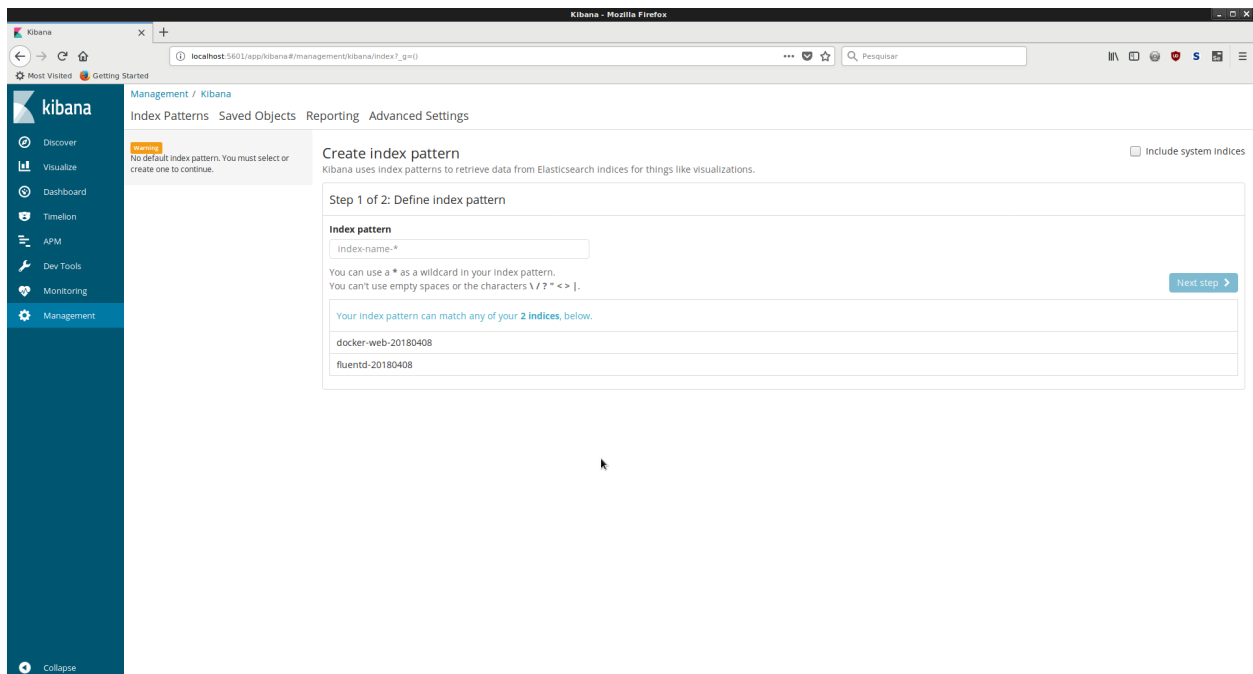 Kibana - Mozilla Firefox
Kibana
localhost:5601/app/kibana#/management/kibana/index?_g=()
Pesquisar
Most Visited Getting Started
kibana
Discover
Visualize
Dashboard
Timelion
APM
Dev Tools
Monitoring
Management
Collapse
Management / Kibana
Index Patterns Saved Objects Reporting Advanced Settings
Warning
No default index pattern. You must select or
create one to continue.
Create index pattern
Include system indices
Kibana uses index patterns to retrieve data from Elasticsearch indices for things like visualizations.
Step 1 of 2: Define index pattern
Index pattern
index-name-*
You can use a * as a wildcard in your index pattern.
You can't use empty spaces or the characters \ / ? " < > |.
Next step
Your index pattern can match any of your 2 indices, below.
docker-web-20180408
fluentd-20180408